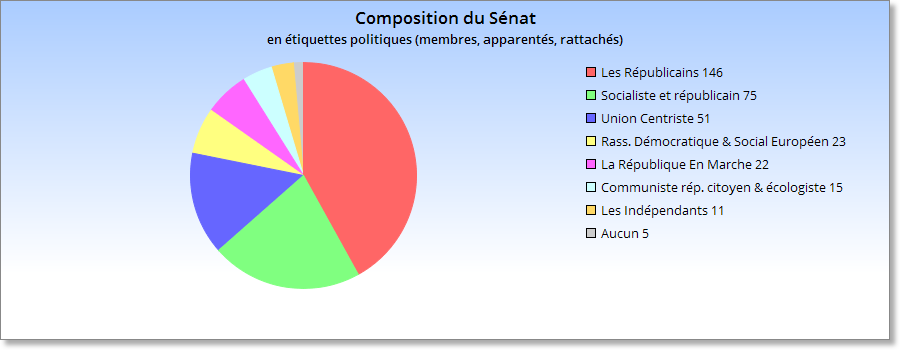 Composition du Sénat
en étiquettes politiques (membres, apparentés, rattachés)
Les Républicains 146
Socialiste et républicain 75
Union Centriste 51
Rass. Démocratique & Social Européen 23
La République En Marche 22
Communiste rép. citoyen & écologiste 15
Les Indépendants 11
Aucun 5